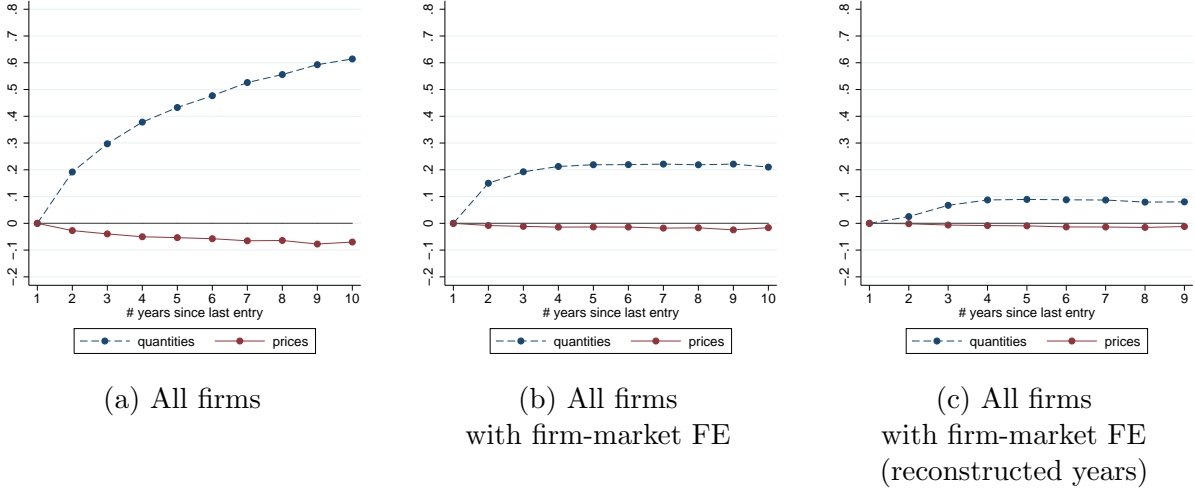 .8
.7
.6
.5
.4
.3
.2
.1
0
-.1
-.2
1 2 3 4 5 6 7 8 9 10
# years since last entry
quantities prices
(a) All firms
.8
.7
.6
.5
.4
.3
.2
.1
0
-.1
-.2
1 2 3 4 5 6 7 8 9 10
# years since last entry
quantities prices
(b) All firms
with firm-market FE
.8
.7
.6
.5
.4
.3
.2
.1
0
-.1
-.2
1 2 3 4 5 6 7 8 9
# years since last entry
quantities prices
(c) All firms
with firm-market FE
(reconstructed years)